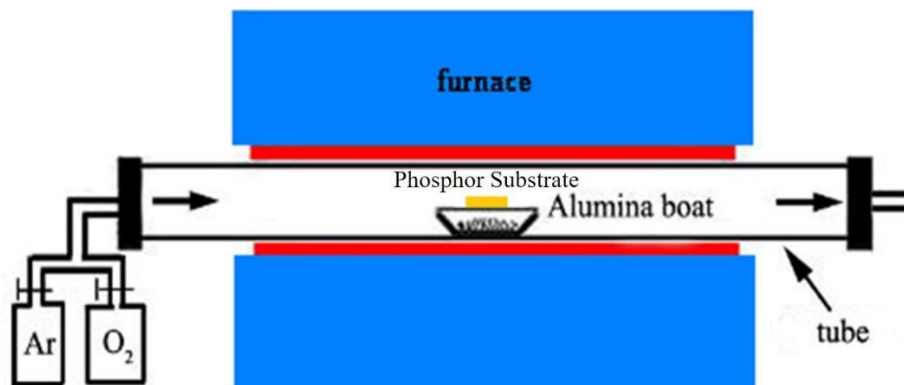 furnace
Phosphor Substrate
Alumina boat
tube
Ar
O₂